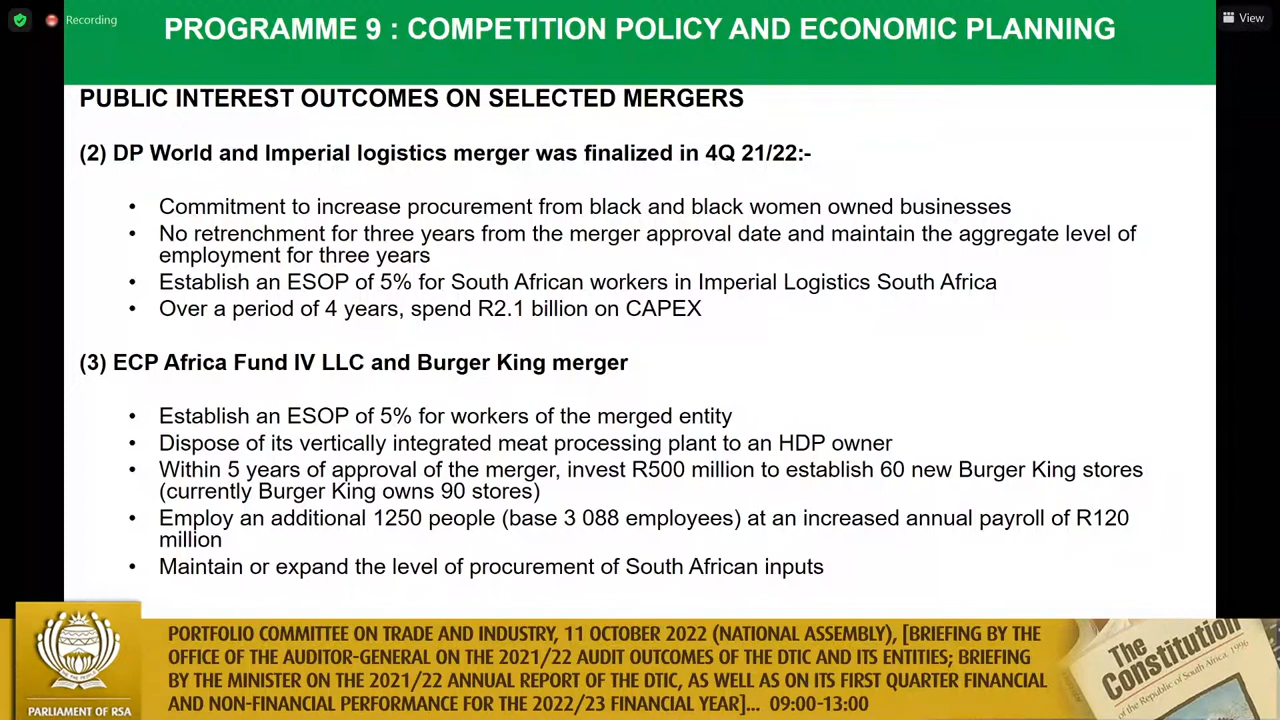 Recording
View
PROGRAMME 9 : COMPETITION POLICY AND ECONOMIC PLANNING
PUBLIC INTEREST OUTCOMES ON SELECTED MERGERS
(2) DP World and Imperial logistics merger was finalized in 4Q 21/22:-
• Commitment to increase procurement from black and black women owned businesses
• No retrenchment for three years from the merger approval date and maintain the aggregate level of
employment for three years
• Establish an ESOP of 5% for South African workers in Imperial Logistics South Africa
• Over a period of 4 years, spend R2.1 billion on CAPEX
(3) ECP Africa Fund IV LLC and Burger King merger
• Establish an ESOP of 5% for workers of the merged entity
• Dispose of its vertically integrated meat processing plant to an HDP owner
• Within 5 years of approval of the merger, invest R500 million to establish 60 new Burger King stores
(currently Burger King owns 90 stores)
• Employ an additional 1250 people (base 3 088 employees) at an increased annual payroll of R120
million
• Maintain or expand the level of procurement of South African inputs
PORTFOLIO COMMITTEE ON TRADE AND INDUSTRY, 11 OCTOBER 2022 (NATIONAL ASSEMBLY), [BRIEFING BY THE
OFFICE OF THE AUDITOR-GENERAL ON THE 2021/22 AUDIT OUTCOMES OF THE DTIC AND ITS ENTITIES; BRIEFING
BY THE MINISTER ON THE 2021/22 ANNUAL REPORT OF THE DTIC, AS WELL AS ON ITS FIRST QUARTER FINANCIAL
AND NON-FINANCIAL PERFORMANCE FOR THE 2022/23 FINANCIAL YEAR]... 09:00-13:00
PARLIAMENT OF RSA
The
Constitution
of the Republic of South Africa, 1996